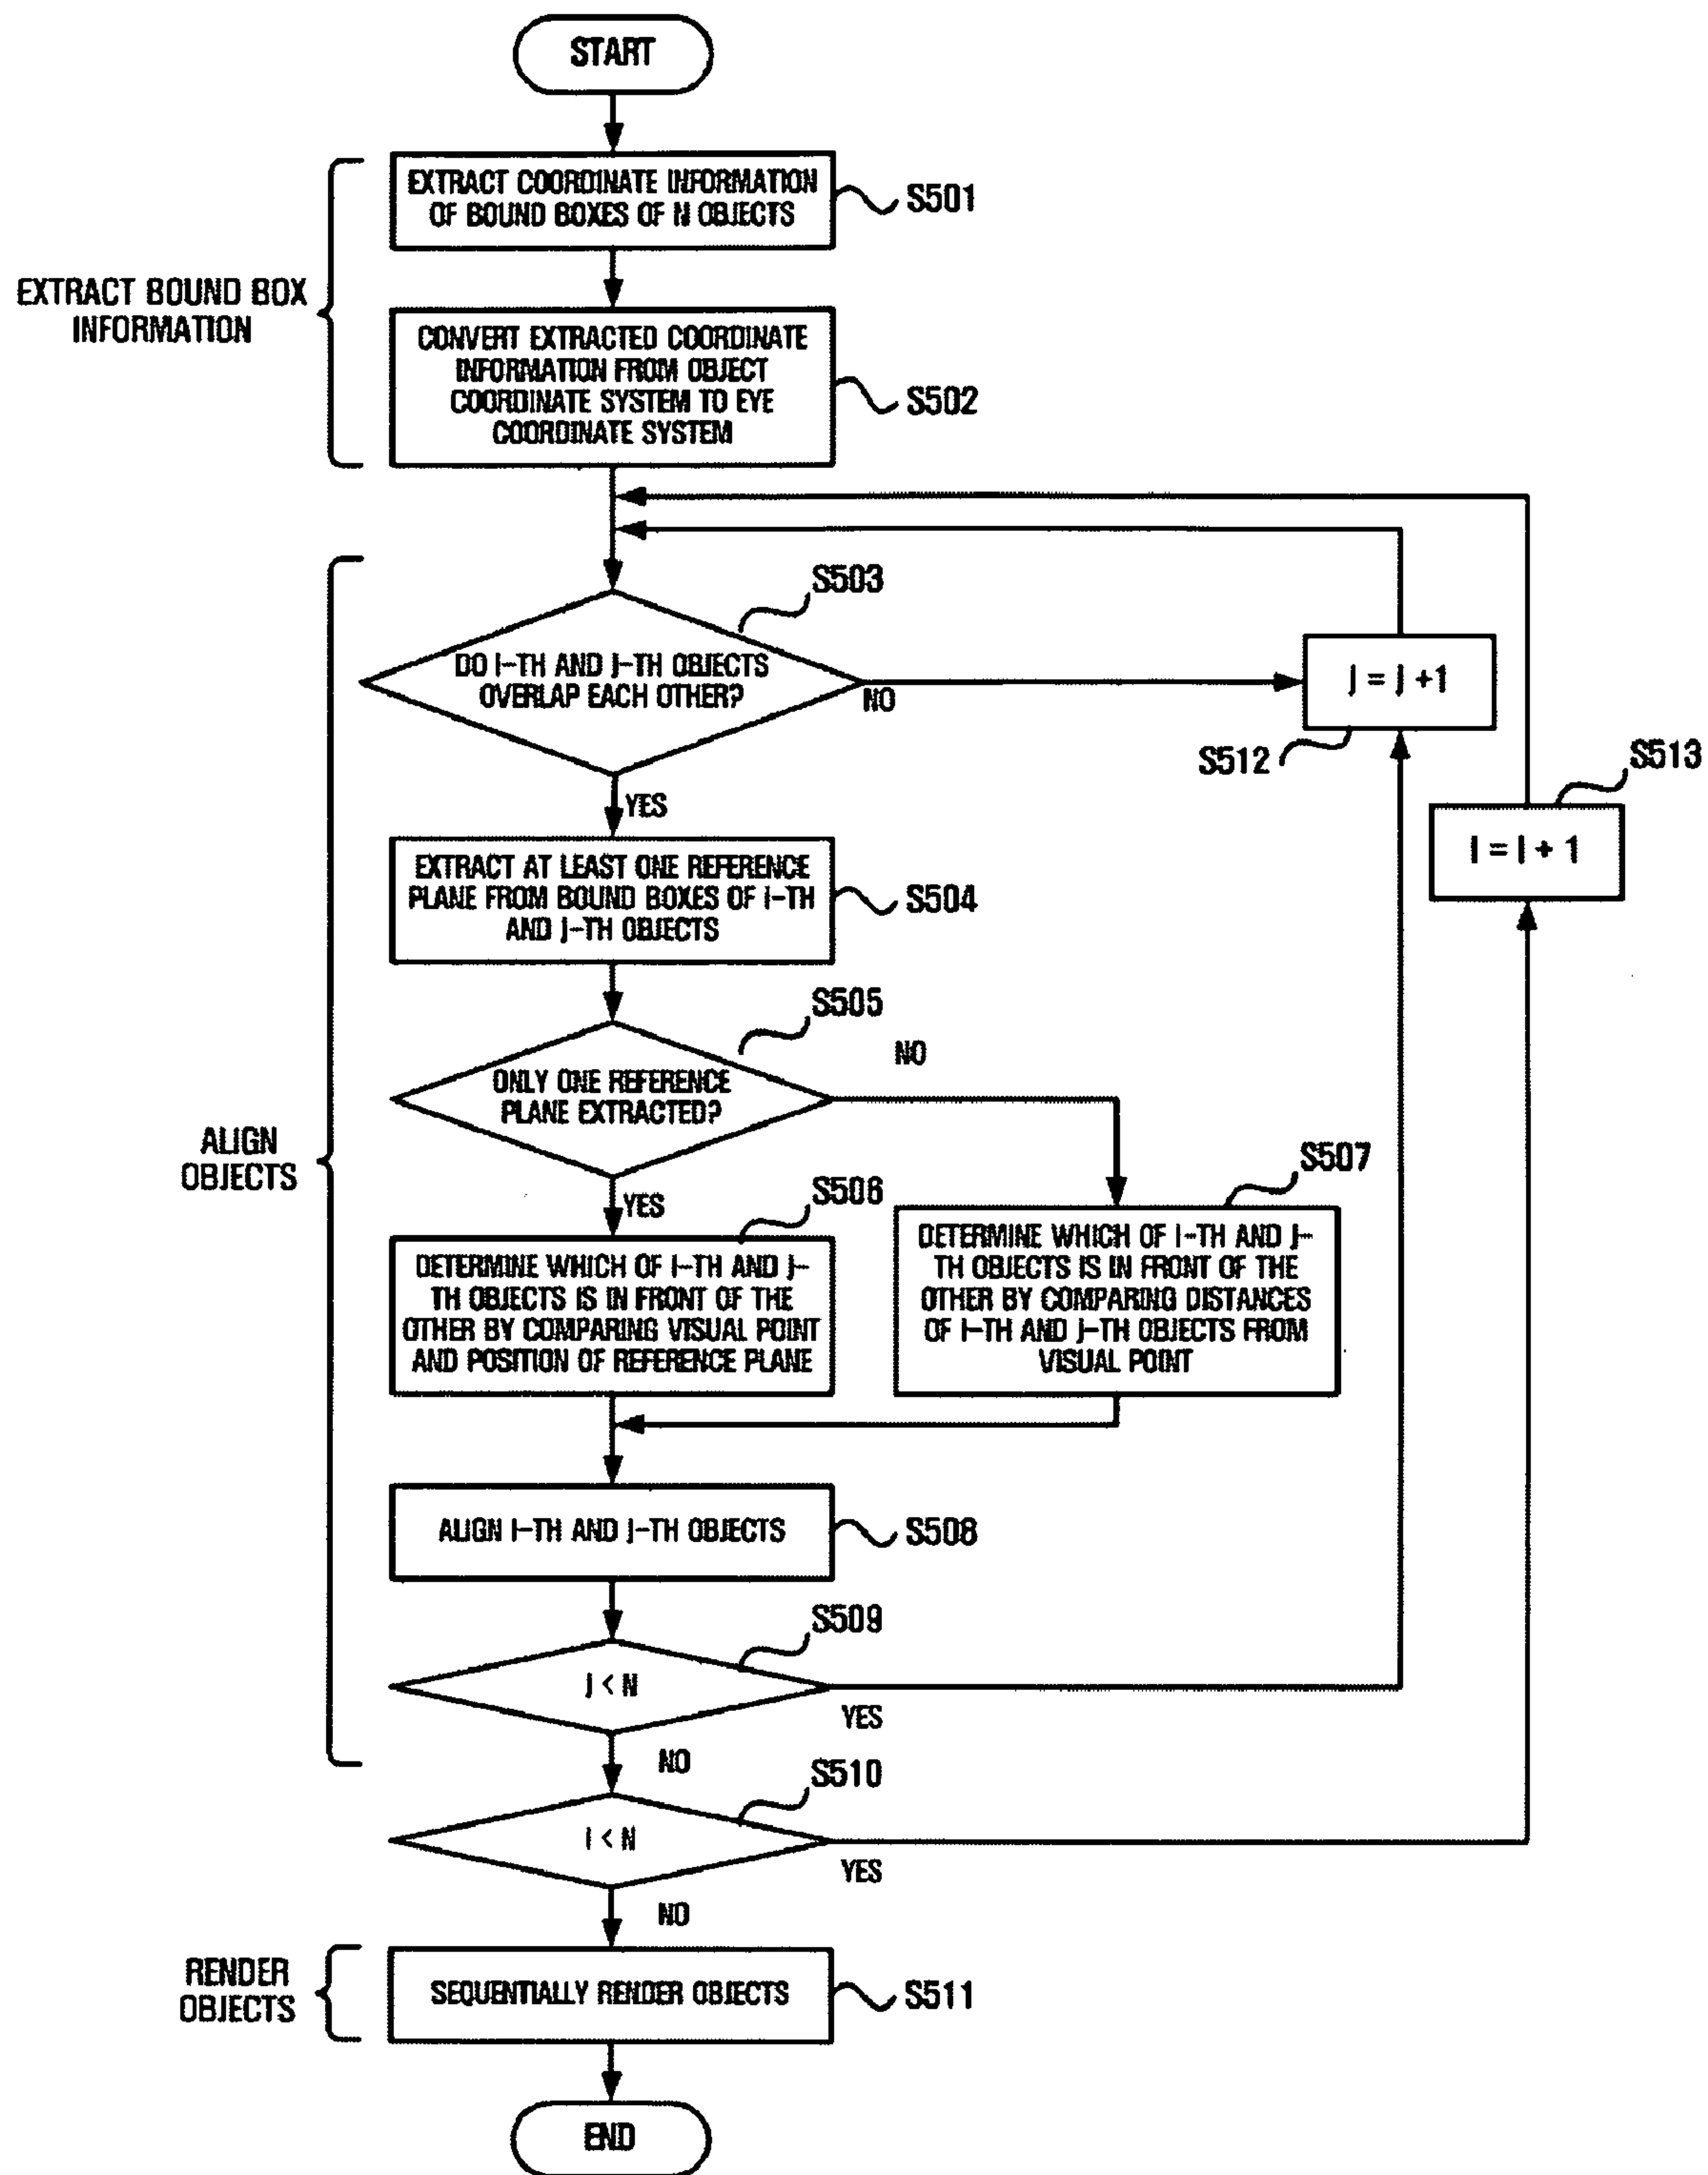 START
EXTRACT COORDINATE INFORMATION
OF BOUND BOXES OF N OBJECTS
S501
EXTRACT BOUND BOX
INFORMATION
CONVERT EXTRACTED COORDINATE
INFORMATION FROM OBJECT
COORDINATE SYSTEM TO EYE
COORDINATE SYSTEM
S502
S503
DO i-TH AND j-TH OBJECTS
OVERLAP EACH OTHER?
NO
j = j +1
S512
S513
i = i + 1
YES
EXTRACT AT LEAST ONE REFERENCE
PLANE FROM BOUND BOXES OF i-TH
AND j-TH OBJECTS
S504
S505
NO
ONLY ONE REFERENCE
PLANE EXTRACTED?
ALIGN
OBJECTS
YES
S506
S507
DETERMINE WHICH OF i-TH AND j-
TH OBJECTS IS IN FRONT OF THE
OTHER BY COMPARING VISUAL POINT
AND POSITION OF REFERENCE PLANE
DETERMINE WHICH OF i-TH AND j-
TH OBJECTS IS IN FRONT OF THE
OTHER BY COMPARING DISTANCES
OF i-TH AND j-TH OBJECTS FROM
VISUAL POINT
ALIGN i-TH AND j-TH OBJECTS
S508
S509
j < N
YES
NO
S510
i < N
YES
NO
RENDER
OBJECTS
SEQUENTIALLY RENDER OBJECTS
S511
END